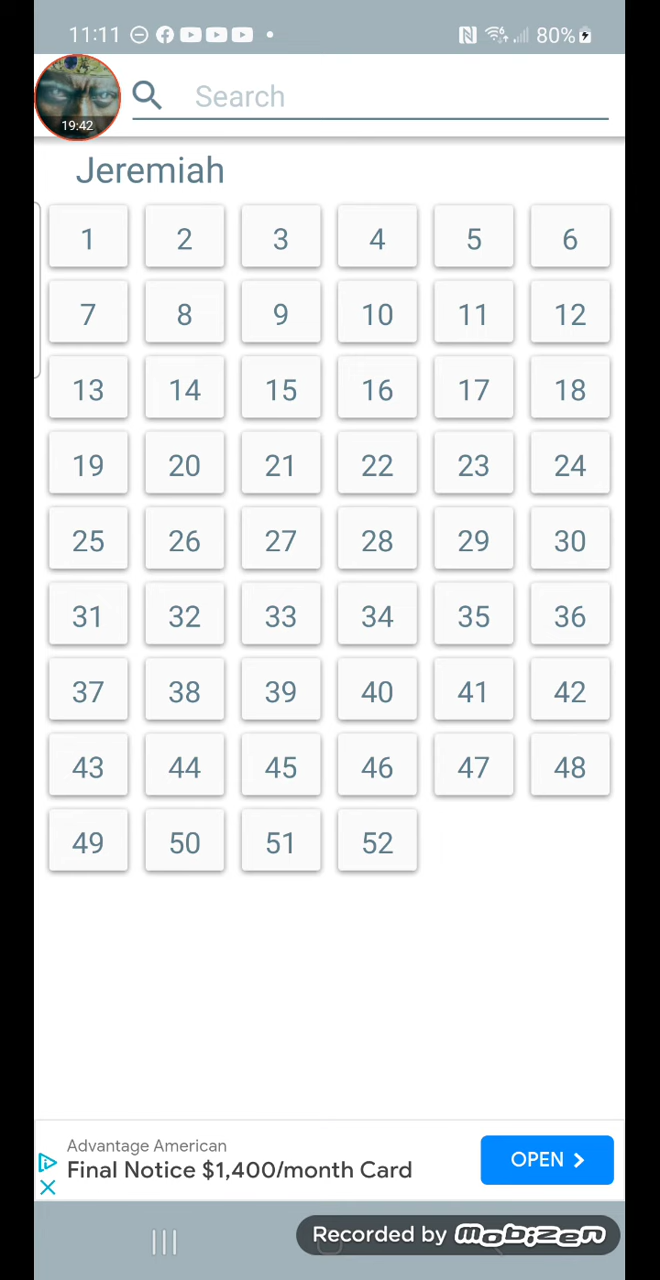 11:11 80%
19:42
Search
Jeremiah
1 2 3 4 5 6
7 8 9 10 11 12
13 14 15 16 17 18
19 20 21 22 23 24
25 26 27 28 29 30
31 32 33 34 35 36
37 38 39 40 41 42
43 44 45 46 47 48
49 50 51 52
Advantage American
Final Notice $1,400/month Card
OPEN >
Recorded by mobizen